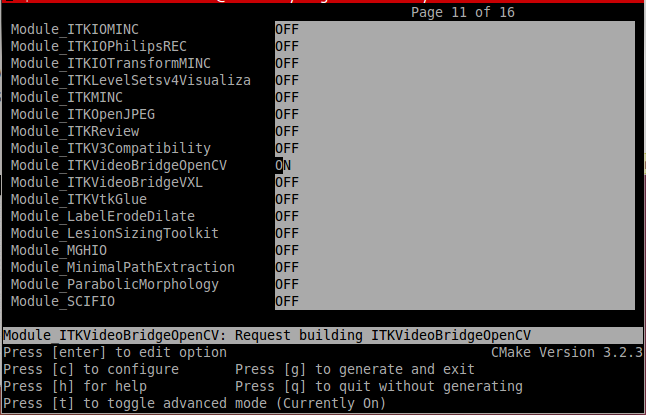 Page 11 of 16
Module_ITKIOMINC OFF
Module_ITKIOPhilipsREC OFF
Module_ITKIOTransformMINC OFF
Module_ITKLevelSetsv4Visualiza OFF
Module_ITKMINC OFF
Module_ITKOpenJPEG OFF
Module_ITKReview OFF
Module_ITKV3Compatibility OFF
Module_ITKVideoBridgeOpenCV ON
Module_ITKVideoBridgeVXL OFF
Module_ITKVtkGlue OFF
Module_LabelErodeDilate OFF
Module_LesionSizingToolkit OFF
Module_MGHIO OFF
Module_MinimalPathExtraction OFF
Module_ParabolicMorphology OFF
Module_SCIFIO OFF
Module_ITKVideoBridgeOpenCV: Request building ITKVideoBridgeOpenCV
Press [enter] to edit option CMake Version 3.2.3
Press [c] to configure Press [g] to generate and exit
Press [h] for help Press [q] to quit without generating
Press [t] to toggle advanced mode (Currently On)